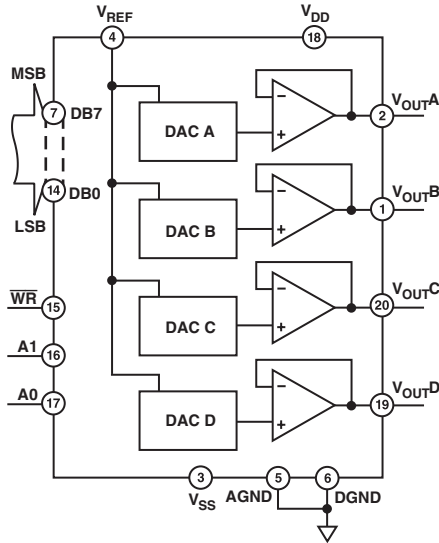 VREF
VDD
4
18
MSB
7
DB7
DAC A
−
+
2
VOUTA
14
DB0
LSB
DAC B
−
+
1
VOUTB
WR
15
DAC C
−
+
20
VOUTC
A1
16
A0
17
DAC D
−
+
19
VOUTD
3
VSS
5
AGND
6
DGND